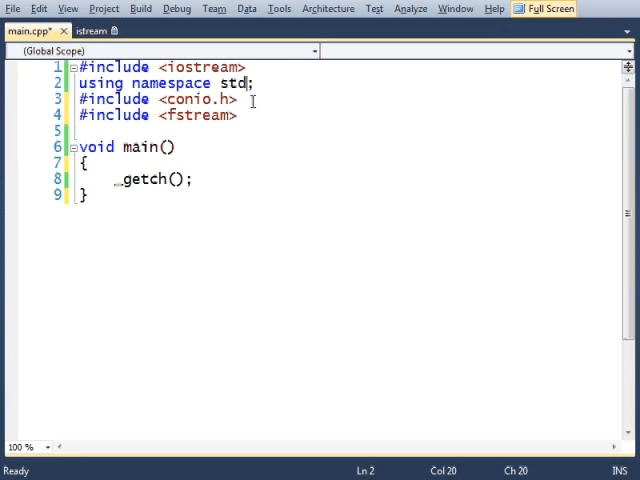 File Edit View Project Build Debug Team Data Tools Architecture Test Analyze Window Help Full Screen
main.cpp* istream
(Global Scope)
1 #include <iostream>
2 using namespace std;
3 #include <conio.h>
4 #include <fstream>
5
6 void main()
7 {
8 _getch();
9 }
100 %
Ready Ln 2 Col 20 Ch 20 INS